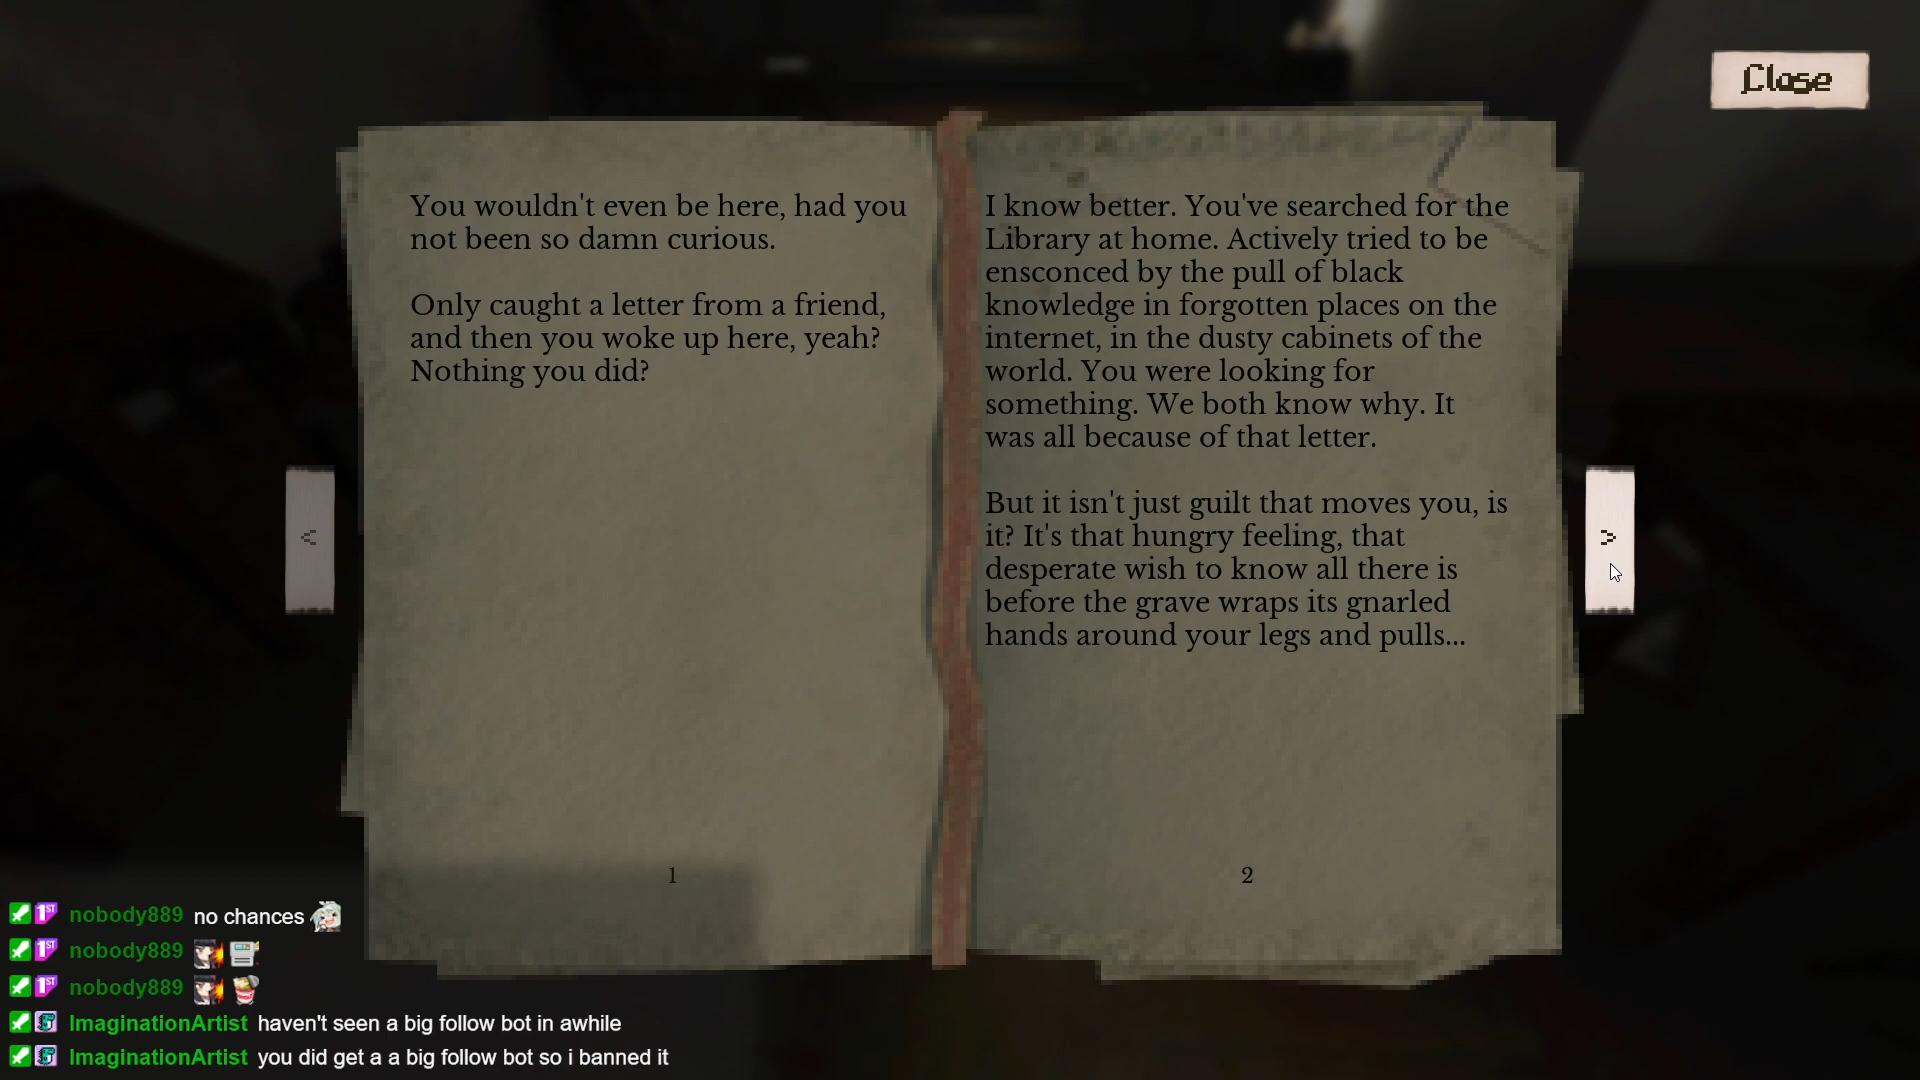 Close
You wouldn't even be here, had you
not been so damn curious.
Only caught a letter from a friend,
and then you woke up here, yeah?
Nothing you did?
1
I know better. You've searched for the
Library at home. Actively tried to be
ensconced by the pull of black
knowledge in forgotten places on the
internet, in the dusty cabinets of the
world. You were looking for
something. We both know why. It
was all because of that letter.
But it isn't just guilt that moves you, is
it? It's that hungry feeling, that
desperate wish to know all there is
before the grave wraps its gnarled
hands around your legs and pulls...
2
<
>
1ST nobody889 no chances
1ST nobody889
1ST nobody889
ImaginationArtist haven't seen a big follow bot in awhile
ImaginationArtist you did get a a big follow bot so i banned it